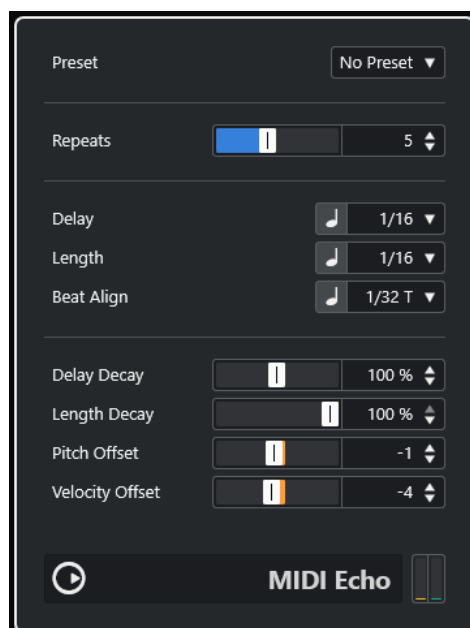 Preset No Preset
Repeats 5
Delay 1/16
Length 1/16
Beat Align 1/32 T
Delay Decay 100 %
Length Decay 100 %
Pitch Offset -1
Velocity Offset -4
MIDI Echo